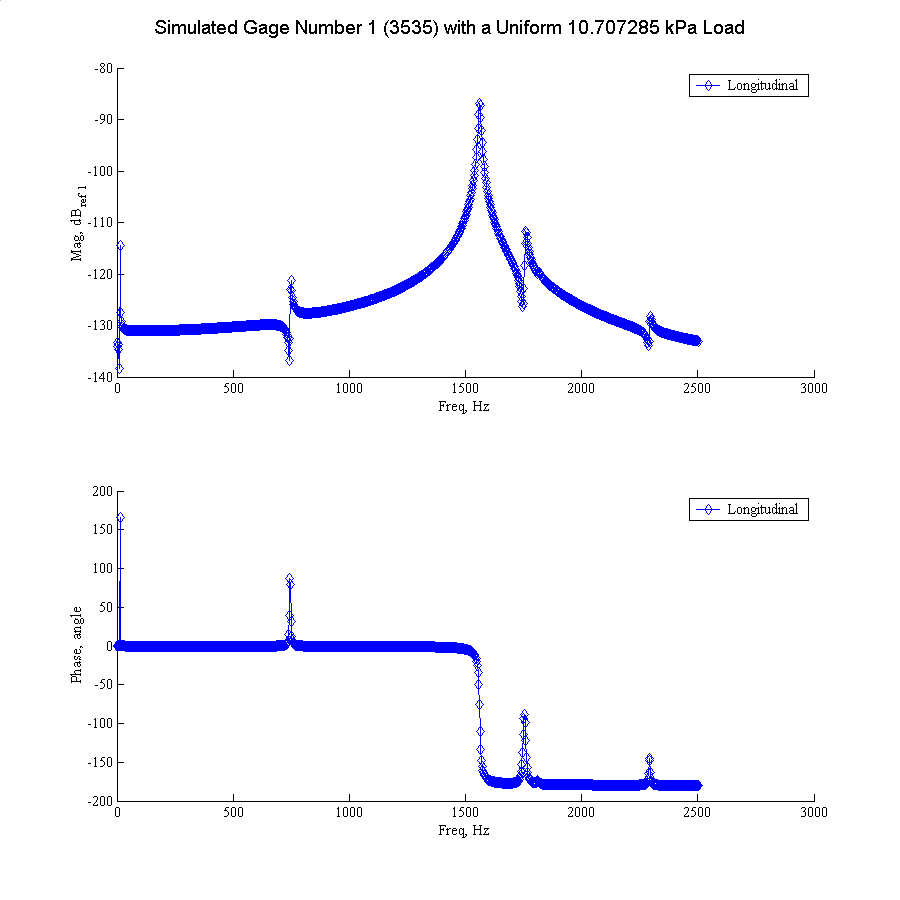 Simulated Gage Number 1 (3535) with a Uniform 10.707285 kPa Load
-80
-90
-100
-110
-120
-130
-140
Mag, dB ref 1
Longitudinal
0 500 1000 1500 2000 2500 3000
Freq, Hz
200
150
100
50
0
-50
-100
-150
-200
Phase, angle
Longitudinal
0 500 1000 1500 2000 2500 3000
Freq, Hz